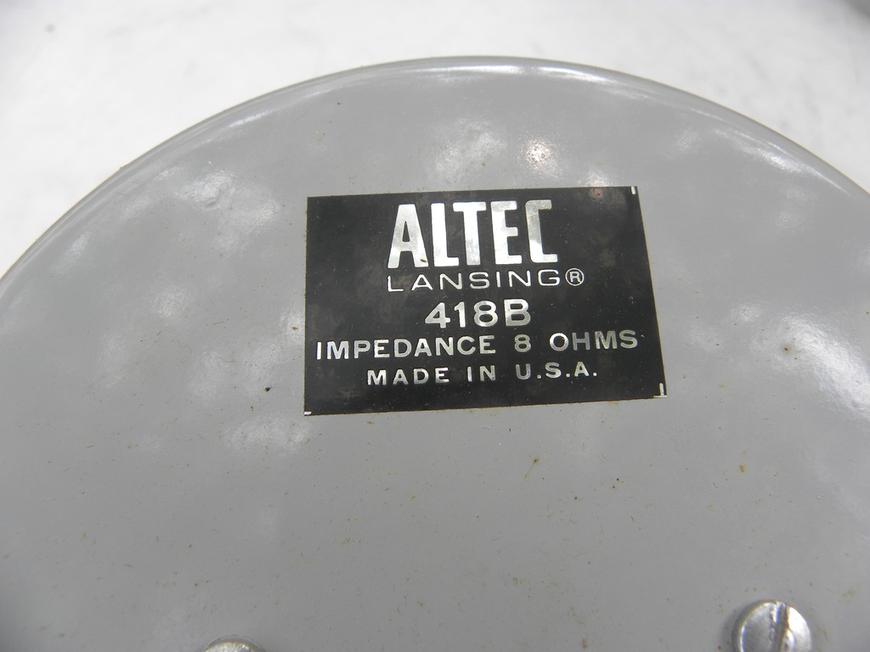 ALTEC
LANSING®
418B
IMPEDANCE 8 OHMS
MADE IN U.S.A.